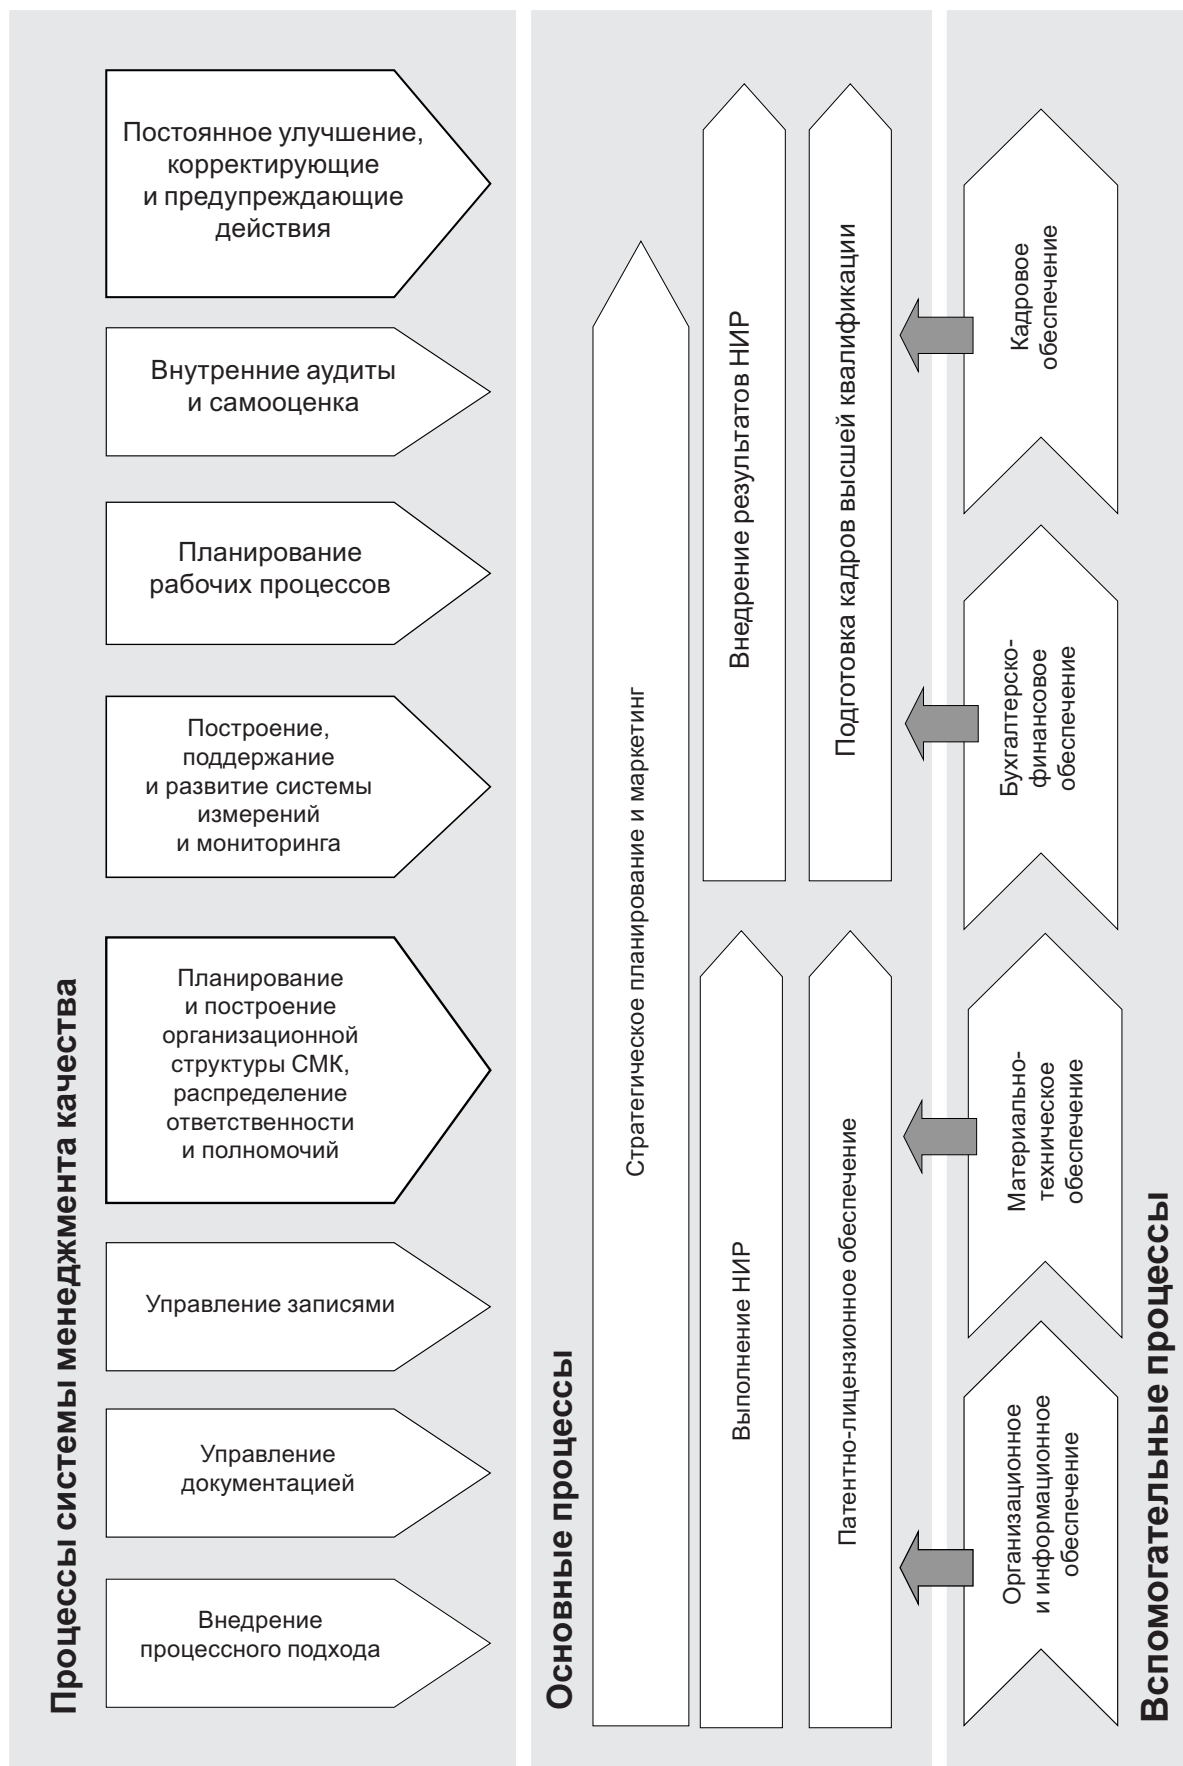 Процессы системы менеджмента качества
Постоянное улучшение,
корректирующие
и предупреждающие
действия
Внутренние аудиты
и самооценка
Планирование
рабочих процессов
Построение,
поддержание
и развитие системы
измерений
и мониторинга
Планирование
и построение
организационной
структуры СМК,
распределение
ответственности
и полномочий
Управление записями
Управление
документацией
Внедрение
процессного подхода
Основные процессы
Стратегическое планирование и маркетинг
Выполнение НИР
Внедрение результатов НИР
Патентно-лицензионное обеспечение
Подготовка кадров высшей квалификации
Организационное
и информационное
обеспечение
Материально-
техническое
обеспечение
Бухгалтерско-
финансовое
обеспечение
Кадровое
обеспечение
Вспомогательные процессы